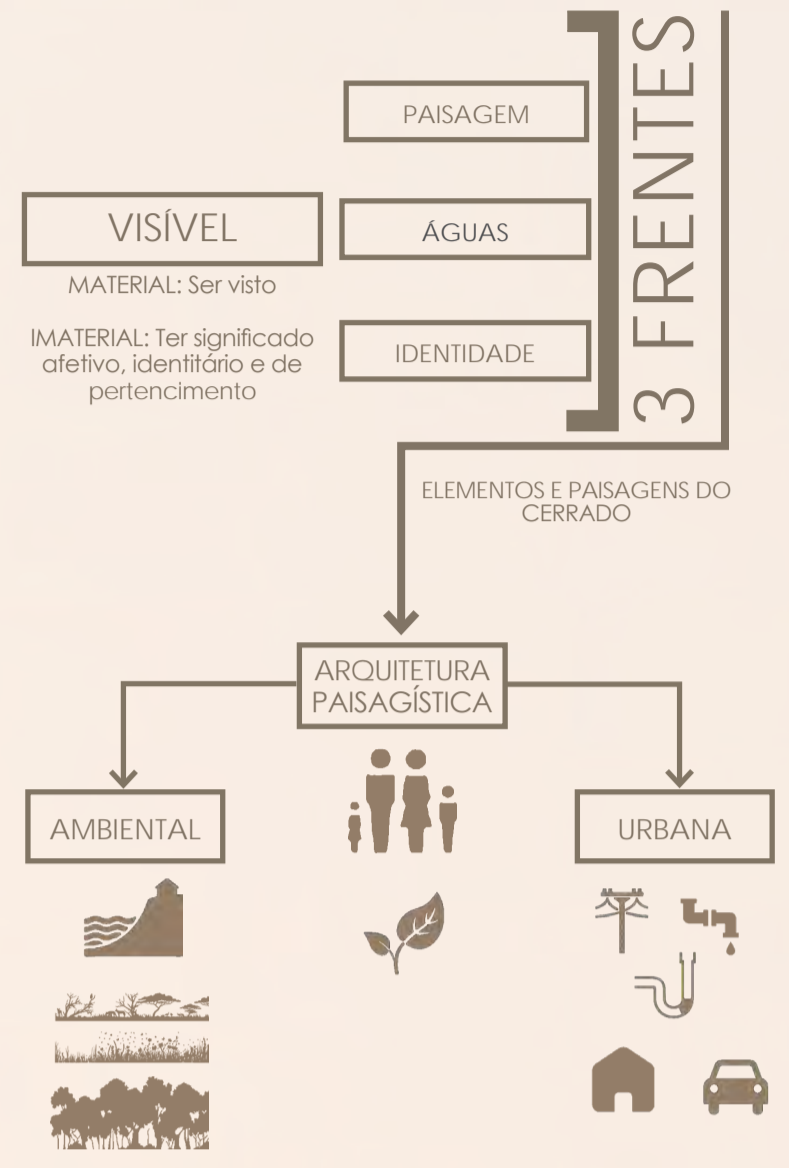 3 FRENTES
PAISAGEM
VISÍVEL
ÁGUAS
MATERIAL: Ser visto
IMATERIAL: Ter significado
afetivo, identitário e de
pertencimento
IDENTIDADE
ELEMENTOS E PAISAGENS DO
CERRADO
ARQUITETURA
PAISAGÍSTICA
AMBIENTAL
URBANA